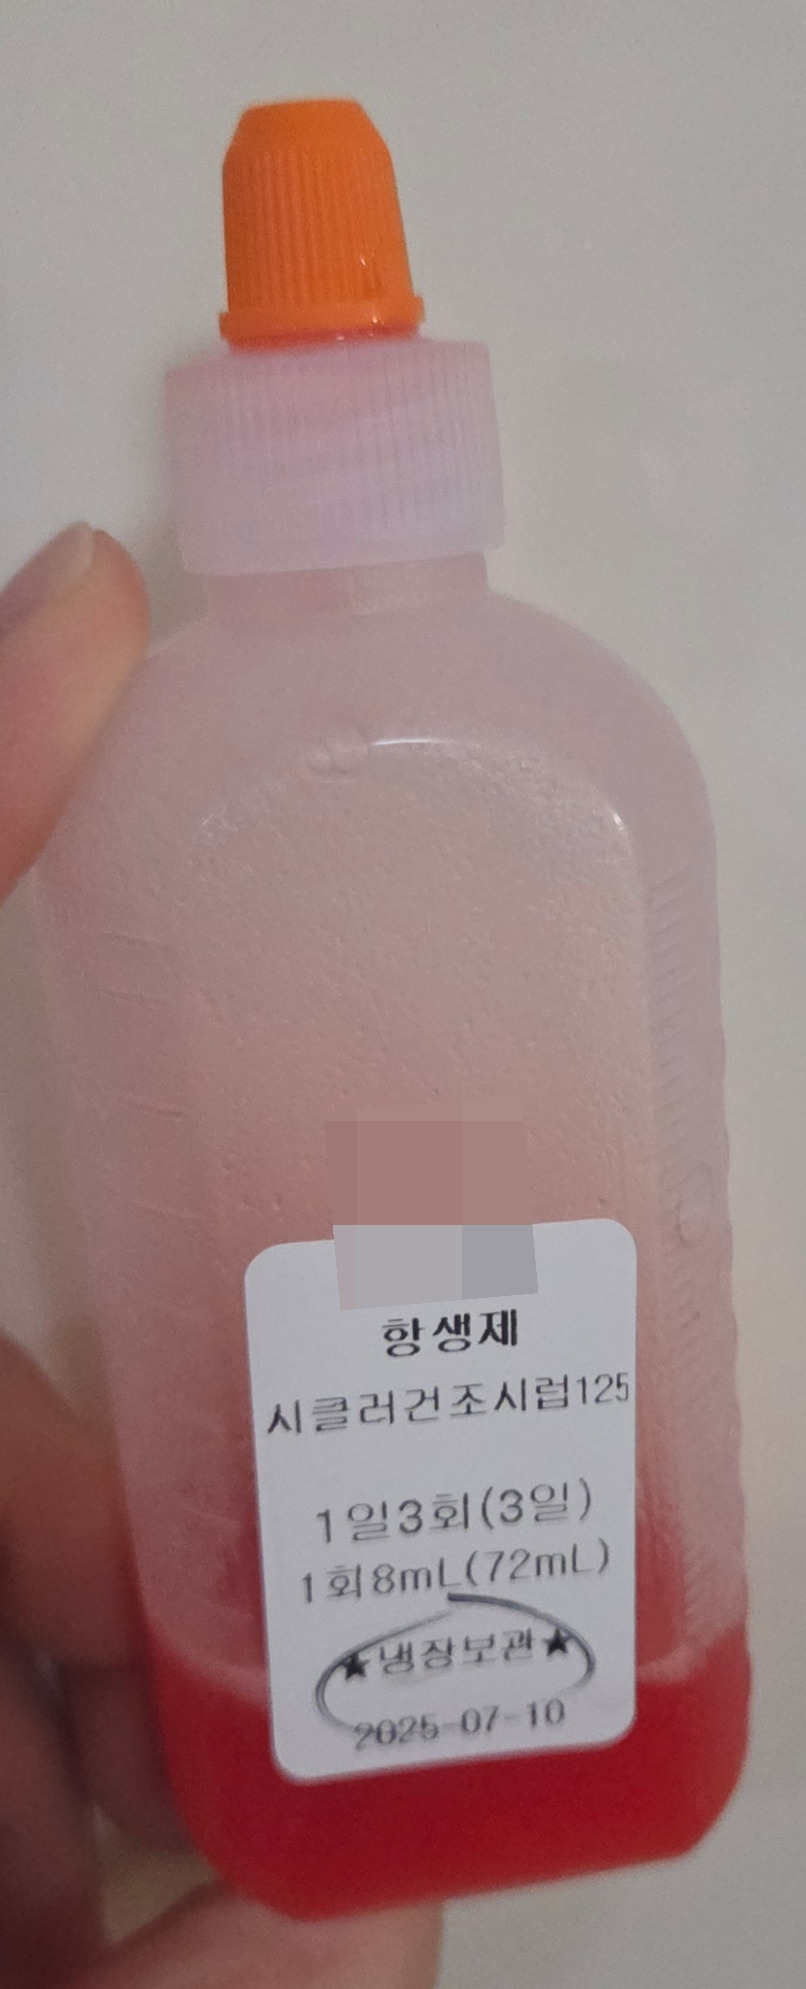 항생제
시클러건조시럽125
1일3회(3일)
1회8mL(72mL)
★냉장보관★
2025-07-10